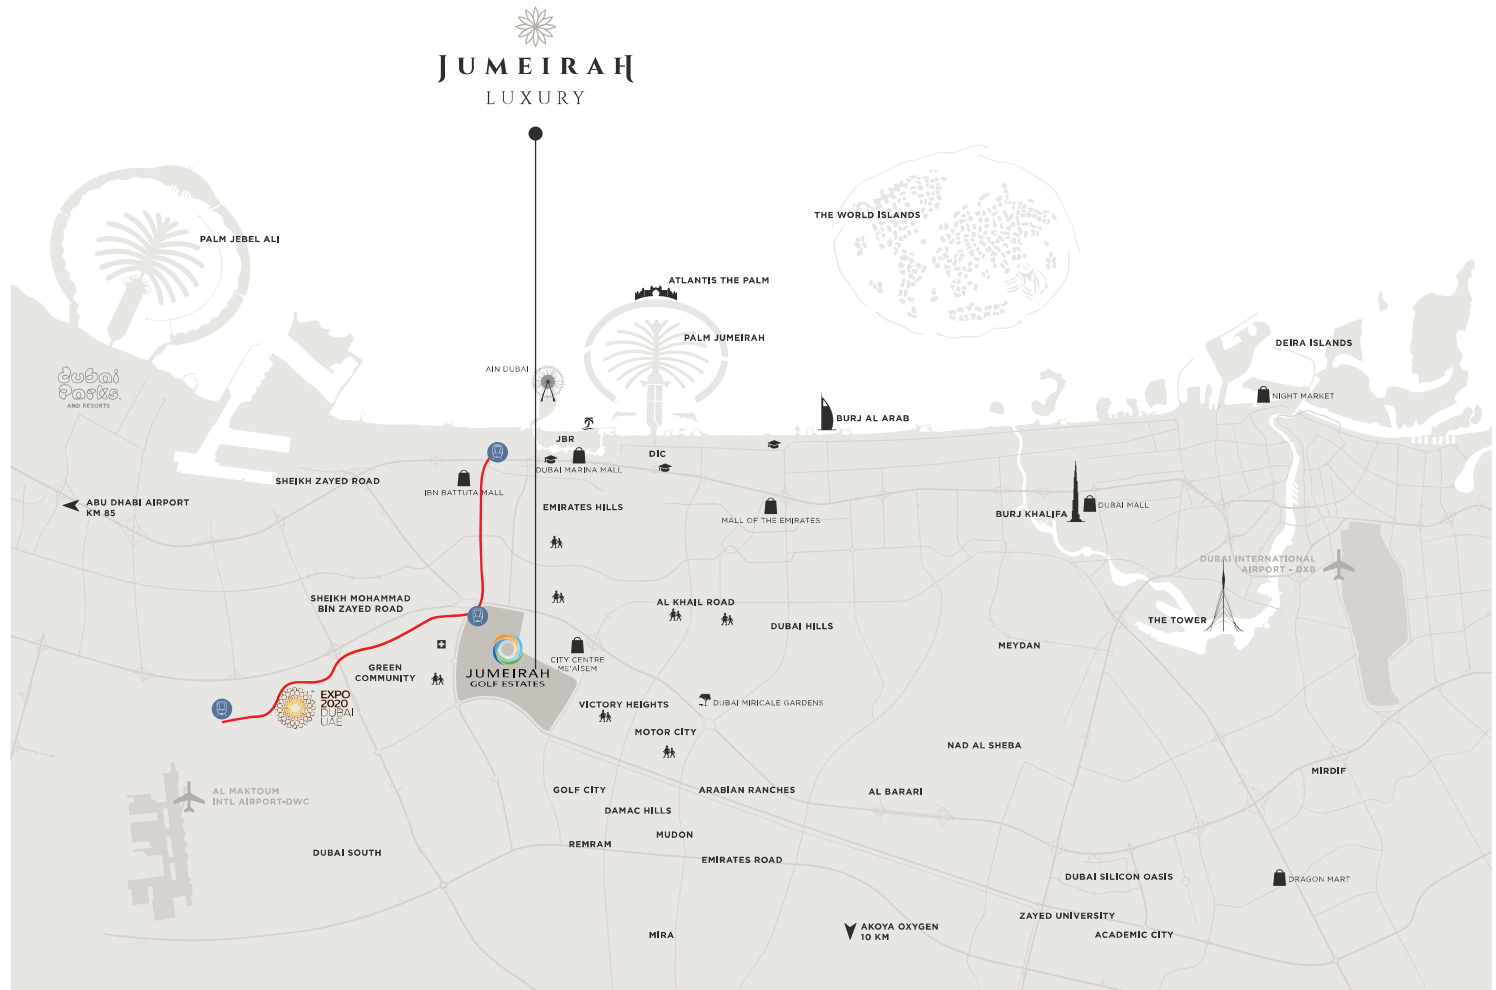 JUMEIRAH
LUXURY
THE WORLD ISLANDS
PALM JEBEL ALI
ATLANTIS THE PALM
PALM JUMEIRAH
DEIRA ISLANDS
AIN DUBAI
dubai
Parks
AND RESORTS
NIGHT MARKET
BURJ AL ARAB
JBR
DIC
DUBAI MARINA MALL
SHEIKH ZAYED ROAD
IBN BATTUTA MALL
ABU DHABI AIRPORT
KM 85
EMIRATES HILLS
MALL OF THE EMIRATES
BURJ KHALIFA
DUBAI MALL
DUBAI INTERNATIONAL
AIRPORT - DXB
SHEIKH MOHAMMAD
BIN ZAYED ROAD
AL KHAIL ROAD
DUBAI HILLS
THE TOWER
MEYDAN
CITY CENTRE
ME'AİSEM
GREEN
COMMUNITY
JUMEIRAH
GOLF ESTATES
EXPO
2020
DUBAI
UAE
VICTORY HEIGHTS
DUBAI MIRICALE GARDENS
MOTOR CITY
NAD AL SHEBA
MIRDIF
AL MAKTOUM
INTL AIRPORT-DWC
GOLF CITY
ARABIAN RANCHES
AL BARARI
DAMAC HILLS
MUDON
REMRAM
DUBAI SOUTH
EMIRATES ROAD
DUBAI SILICON OASIS
DRAGON MART
ZAYED UNIVERSITY
AKOYA OXYGEN
10 KM
MIRA
ACADEMIC CITY